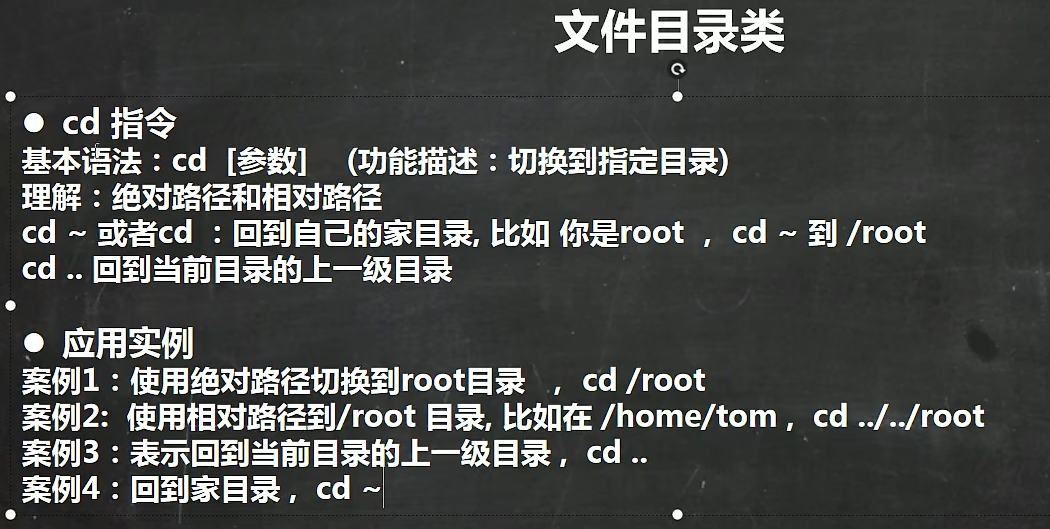 文件目录类
● cd 指令
基本语法：cd [参数] (功能描述：切换到指定目录)
理解：绝对路径和相对路径
cd ~ 或者cd ：回到自己的家目录, 比如 你是root ， cd ~ 到 /root
cd .. 回到当前目录的上一级目录
● 应用实例
案例1：使用绝对路径切换到root目录 ， cd /root
案例2: 使用相对路径到/root 目录, 比如在 /home/tom , cd ../../root
案例3：表示回到当前目录的上一级目录， cd ..
案例4：回到家目录， cd ~